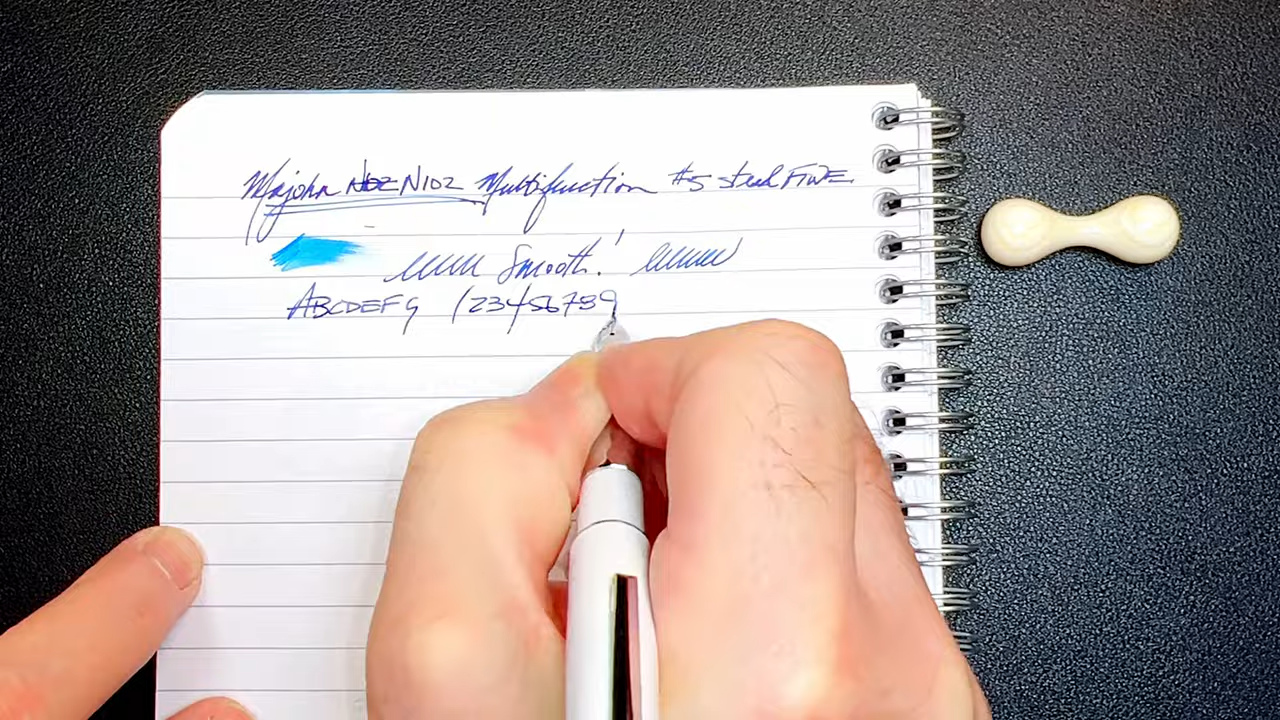 Majohn N102 Multifunction #5 steel FINE.
Smooth!
ABCDEFG 123456789